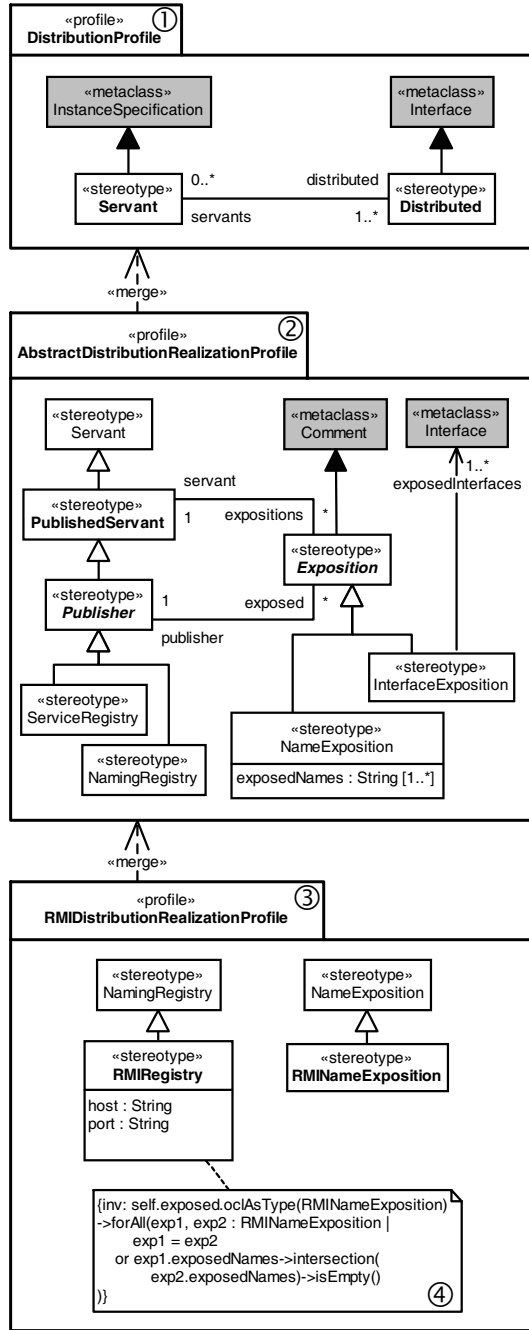 «profile»
①
DistributionProfile
«metaclass»
InstanceSpecification
«metaclass»
Interface
«stereotype»
Servant
0..*
distributed
servants
1..*
«stereotype»
Distributed
«merge»
«profile»
②
AbstractDistributionRealizationProfile
«stereotype»
Servant
«metaclass»
Comment
«metaclass»
Interface
1..*
exposedInterfaces
«stereotype»
PublishedServant
servant
1
expositions
*
«stereotype»
Exposition
«stereotype»
Publisher
1
exposed
*
publisher
«stereotype»
InterfaceExposition
«stereotype»
ServiceRegistry
«stereotype»
NamingRegistry
«stereotype»
NameExposition
exposedNames : String [1..*]
«merge»
«profile»
③
RMIDistributionRealizationProfile
«stereotype»
NamingRegistry
«stereotype»
NameExposition
«stereotype»
RMIRegistry
host : String
port : String
«stereotype»
RMINameExposition
{inv: self.exposed.oclAsType(RMINameExposition)
->forAll(exp1, exp2 : RMINameExposition |
exp1 = exp2
or exp1.exposedNames->intersection(
exp2.exposedNames)->isEmpty()
)}
④